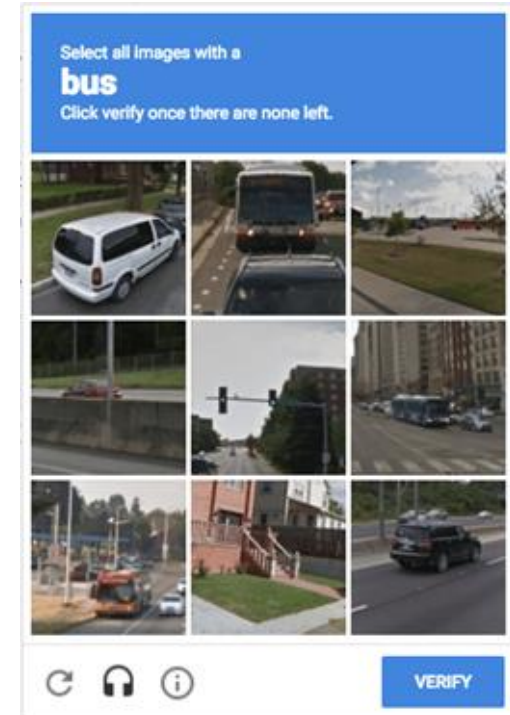 Select all images with a
bus
Click verify once there are none left.
VERIFY